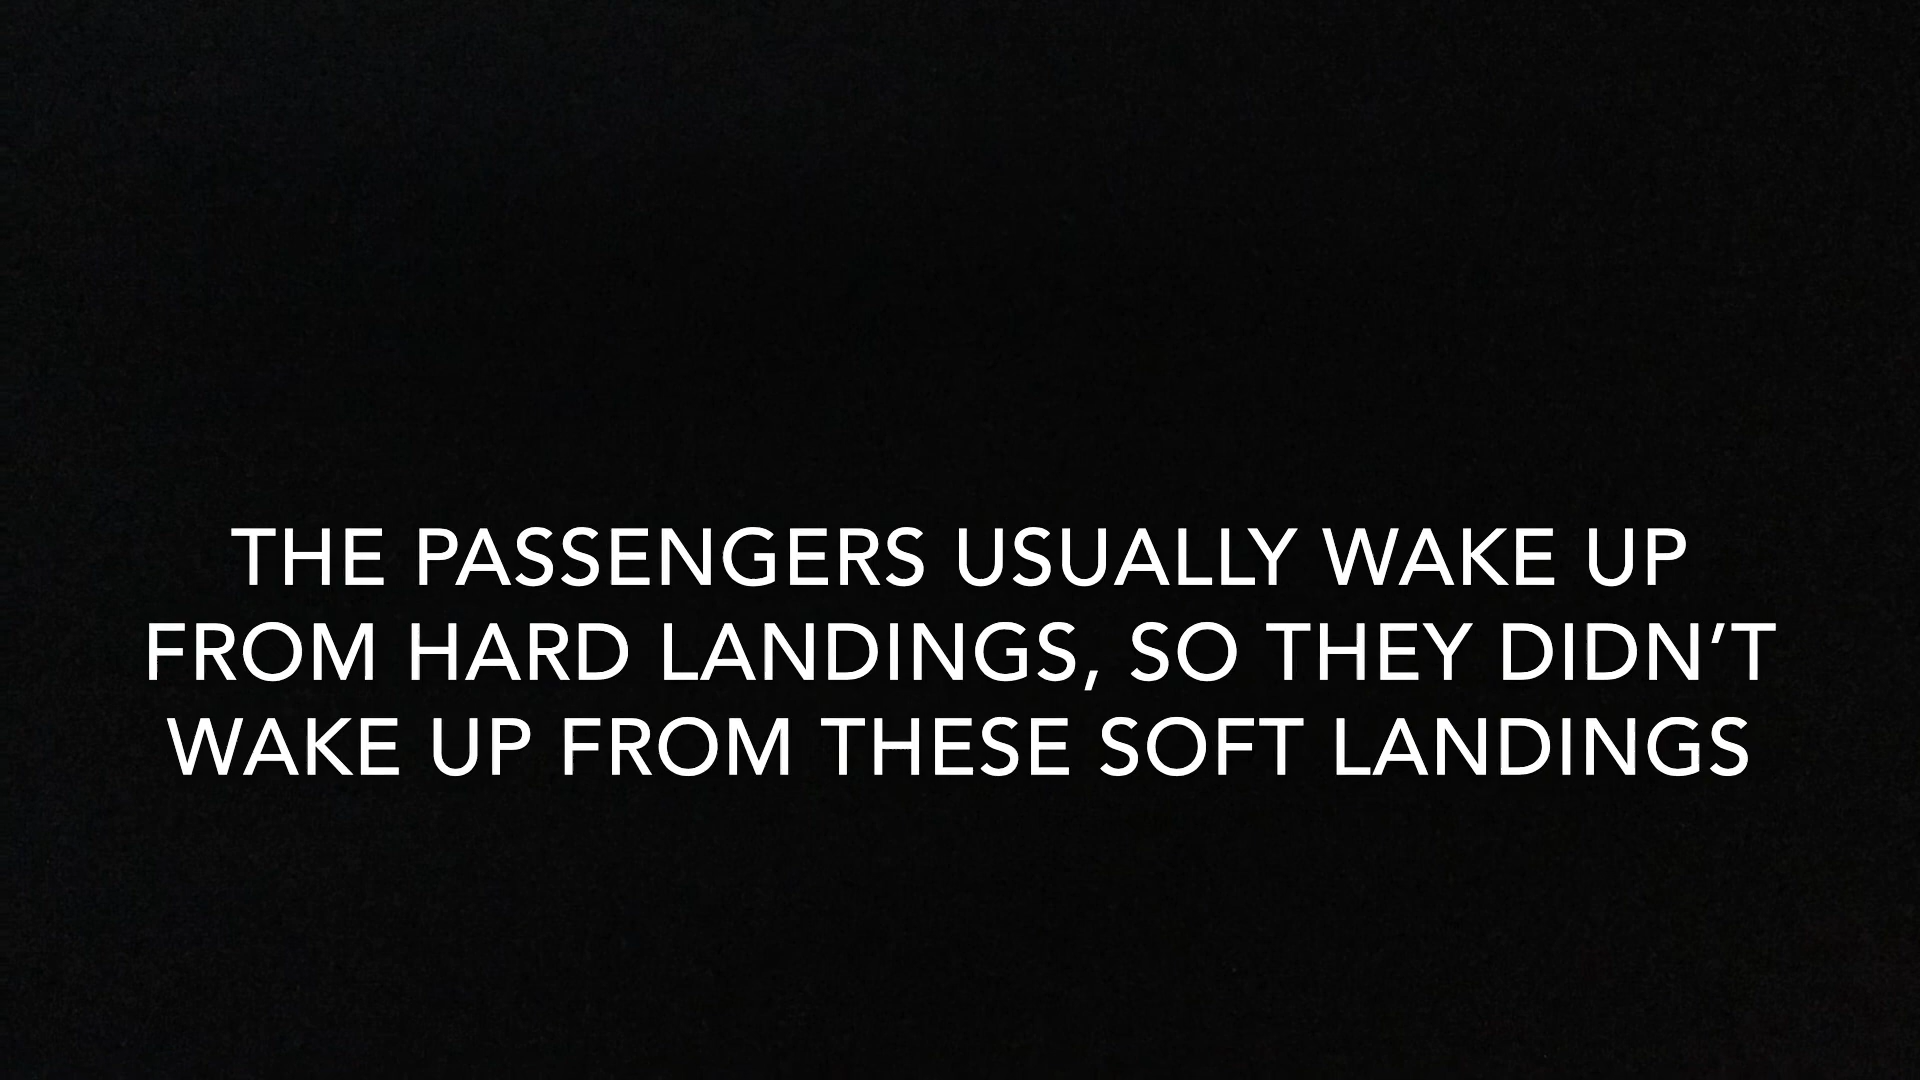 THE PASSENGERS USUALLY WAKE UP
FROM HARD LANDINGS, SO THEY DIDN’T
WAKE UP FROM THESE SOFT LANDINGS